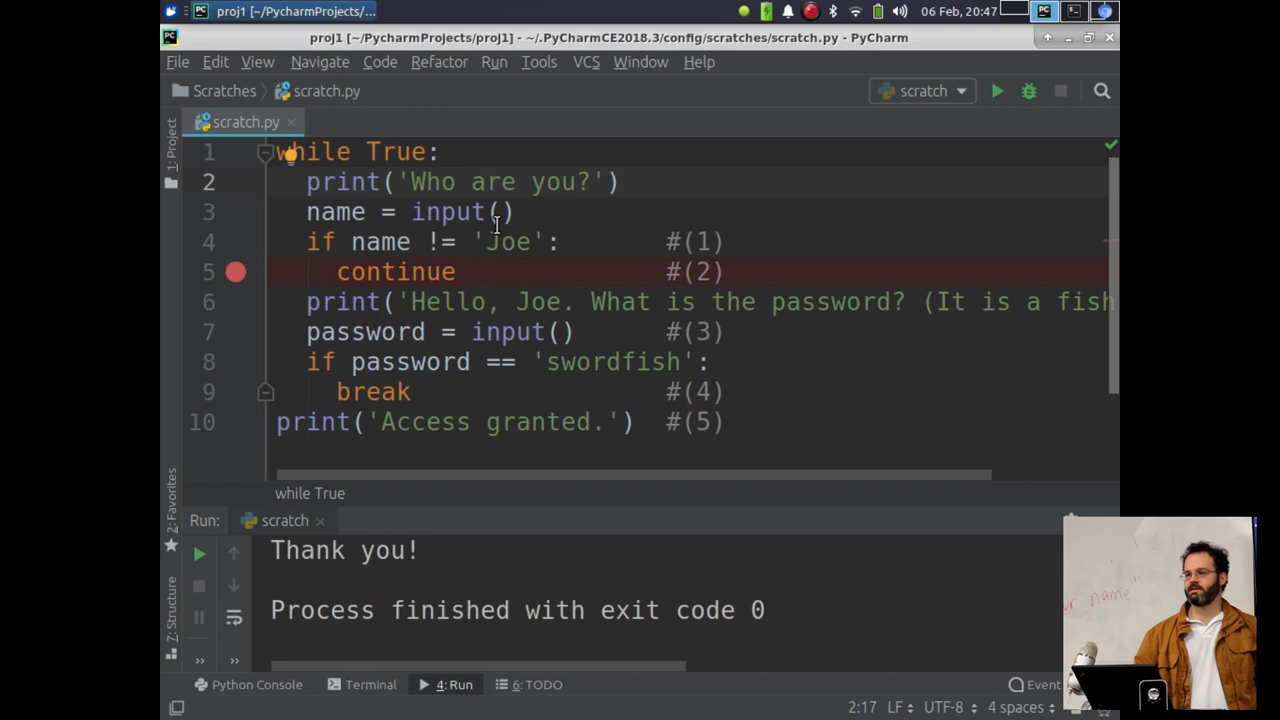 proj1 [~/PycharmProjects/...
06 Feb, 20:47
proj1 [~/PycharmProjects/proj1] - ~/.PyCharmCE2018.3/config/scratches/scratch.py - PyCharm
File Edit View Navigate Code Refactor Run Tools VCS Window Help
Scratches scratch.py scratch
scratch.py
1: Project
1 while True:
2 print('Who are you?')
3 name = input()
4 if name != 'Joe': #(1)
5 continue #(2)
6 print('Hello, Joe. What is the password? (It is a fish
7 password = input() #(3)
8 if password == 'swordfish':
9 break #(4)
10 print('Access granted.') #(5)
while True
2: Favorites
7: Structure
Run: scratch
Thank you!
Process finished with exit code 0
name"
Python Console Terminal 4: Run 6: TODO Event
2:17 LF UTF-8 4 spaces